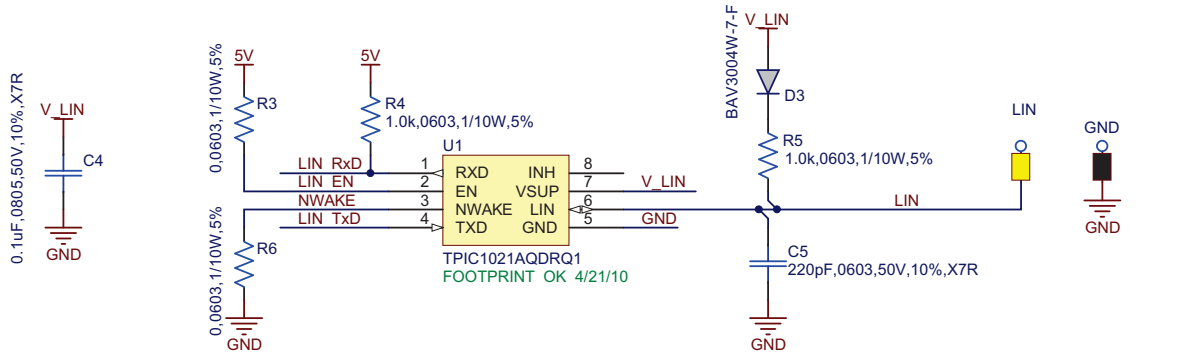 0.1uF,0805,50V,10%,X7R
V_LIN
C4
GND
0,0603,1/10W,5%
5V
R3
5V
R4
1.0k,0603,1/10W,5%
U1
LIN_RxD
1
RXD
INH
8
LIN_EN
2
EN
VSUP
7
V_LIN
NWAKE
3
NWAKE
LIN
6
LIN
LIN_TxD
4
TXD
GND
5
GND
0,0603,1/10W,5%
R6
GND
TPIC1021AQDRQ1
FOOTPRINT OK 4/21/10
BAV3004W-7-F
V_LIN
D3
R5
1.0k,0603,1/10W,5%
C5
220pF,0603,50V,10%,X7R
GND
LIN
GND
GND